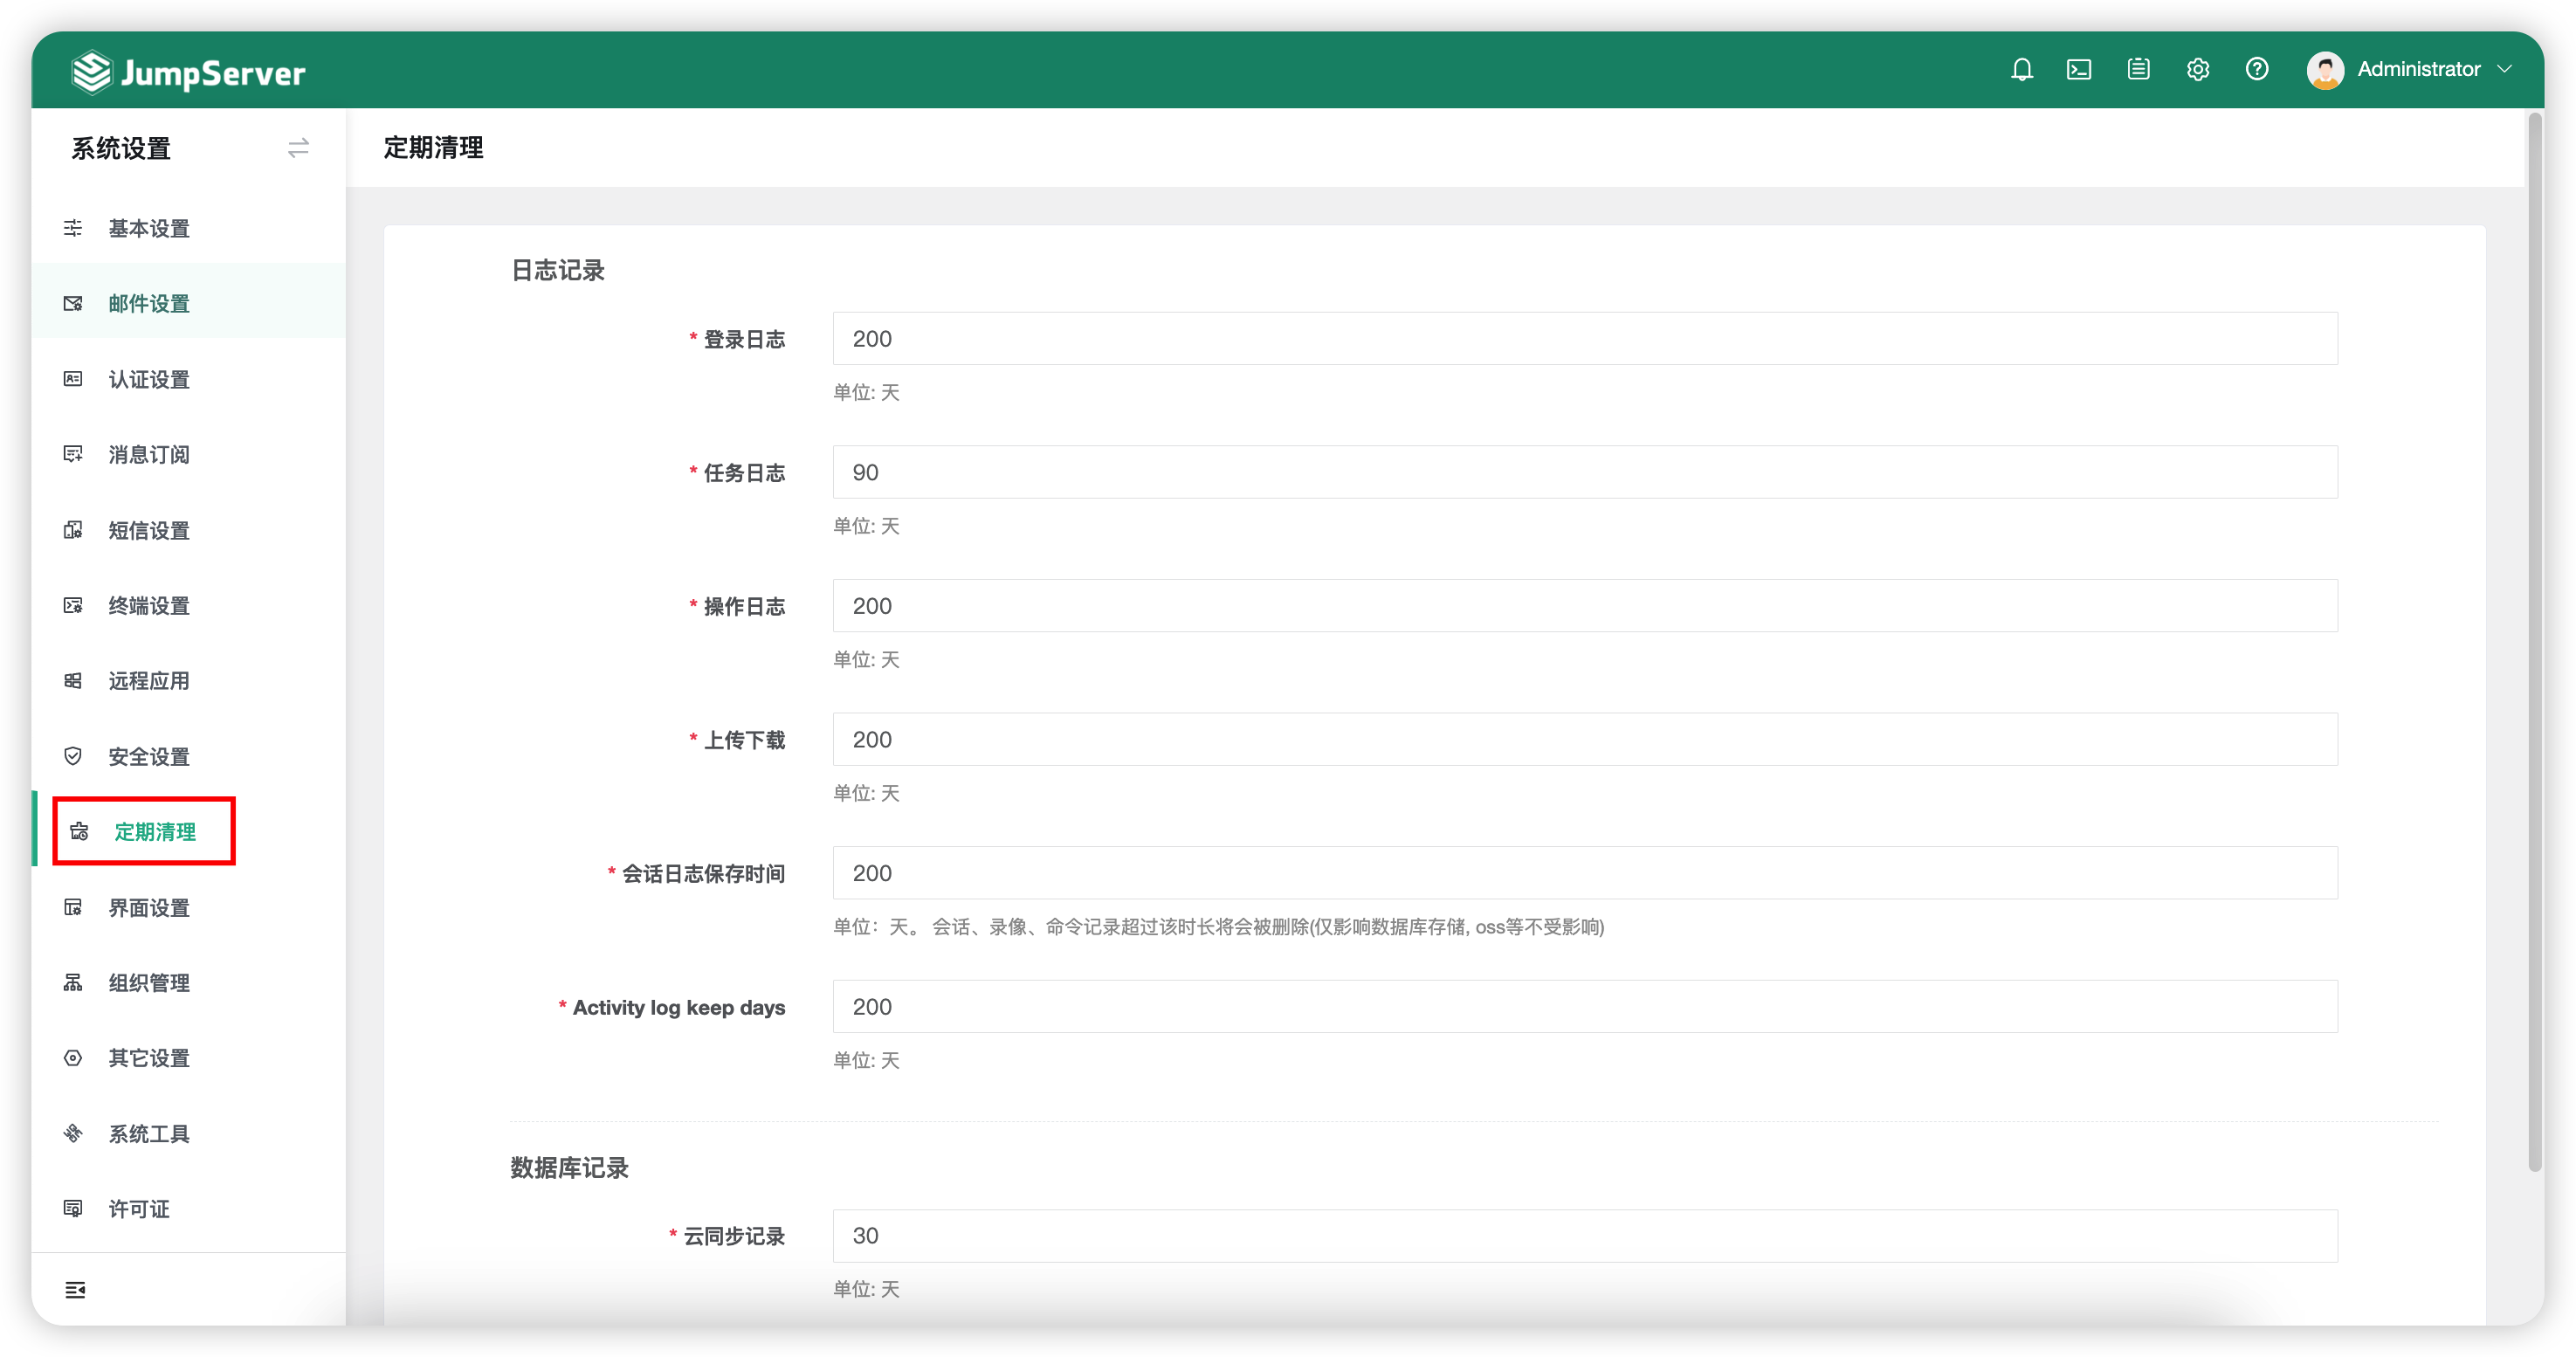 JumpServer
Administrator
系统设置
基本设置
邮件设置
认证设置
消息订阅
短信设置
终端设置
远程应用
安全设置
定期清理
界面设置
组织管理
其它设置
系统工具
许可证
定期清理
日志记录
* 登录日志
200
单位: 天
* 任务日志
90
单位: 天
* 操作日志
200
单位: 天
* 上传下载
200
单位: 天
* 会话日志保存时间
200
单位：天。 会话、录像、命令记录超过该时长将会被删除(仅影响数据库存储, oss等不受影响)
* Activity log keep days
200
单位: 天
数据库记录
* 云同步记录
30
单位: 天